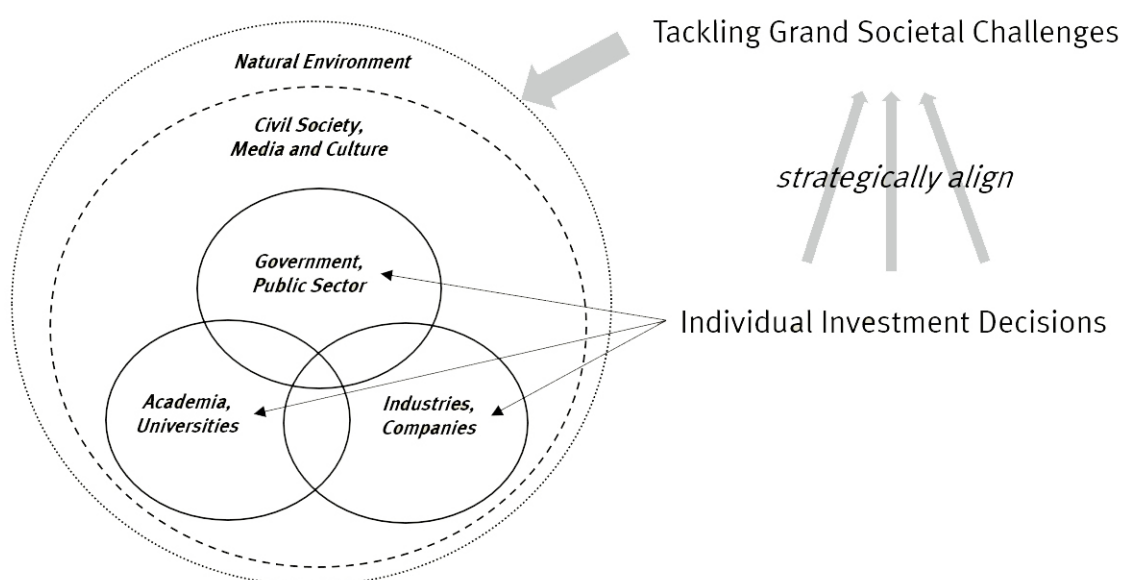 Tackling Grand Societal Challenges
Natural Environment
Civil Society,
Media and Culture
strategically align
Government,
Public Sector
Individual Investment Decisions
Academia,
Universities
Industries,
Companies